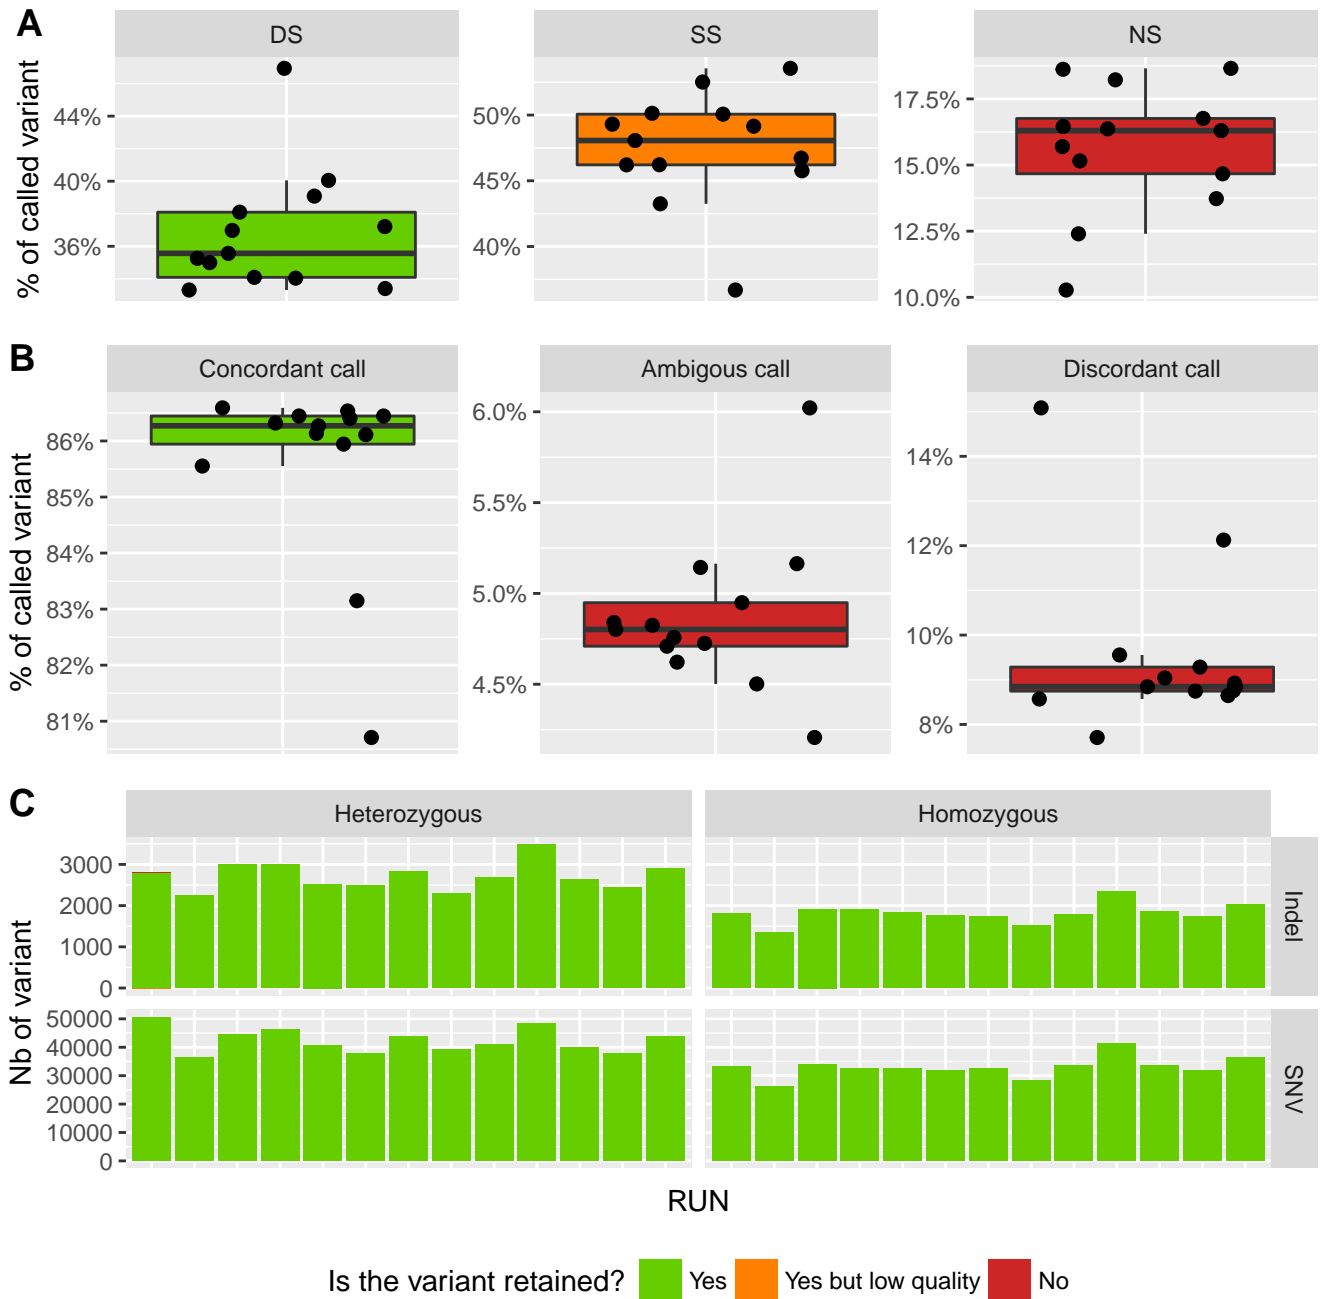 A
DS SS NS
% of called variant
44%
40%
36%
50%
45%
40%
17.5%
15.0%
12.5%
10.0%
B
Concordant call Ambigous call Discordant call
% of called variant
86%
85%
84%
83%
82%
81%
6.0%
5.5%
5.0%
4.5%
14%
12%
10%
8%
C
Heterozygous Homozygous
Nb of variant
3000
2000
1000
0
Indel
50000
40000
30000
20000
10000
0
SNV
RUN
Is the variant retained? Yes Yes but low quality No